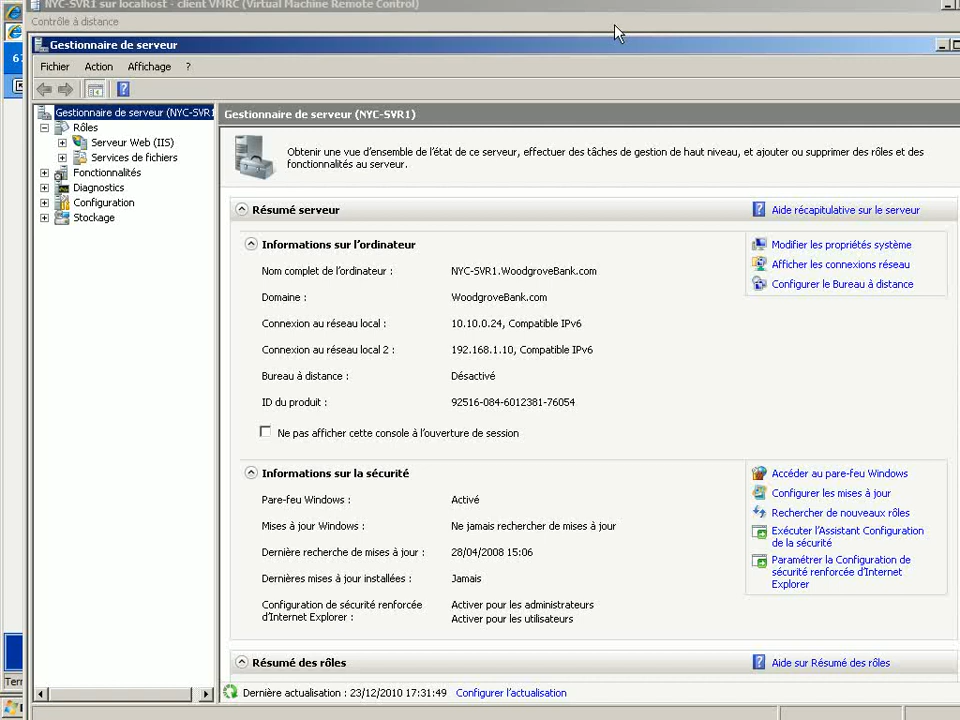 NYC-SVR1 sur localhost - client VMRC (Virtual Machine Remote Control)
Contrôle à distance
Gestionnaire de serveur
Fichier Action Affichage ?
Gestionnaire de serveur (NYC-SVR1
Rôles
Serveur Web (IIS)
Services de fichiers
Fonctionnalités
Diagnostics
Configuration
Stockage
Gestionnaire de serveur (NYC-SVR1)
Obtenir une vue d'ensemble de l'état de ce serveur, effectuer des tâches de gestion de haut niveau, et ajouter ou supprimer des rôles et des
fonctionnalités au serveur.
Résumé serveur
Aide récapitulative sur le serveur
Informations sur l'ordinateur
Nom complet de l'ordinateur : NYC-SVR1.WoodgroveBank.com
Domaine : WoodgroveBank.com
Connexion au réseau local : 10.10.0.24, Compatible IPv6
Connexion au réseau local 2 : 192.168.1.10, Compatible IPv6
Bureau à distance : Désactivé
ID du produit : 92516-084-6012381-76054
Ne pas afficher cette console à l'ouverture de session
Modifier les propriétés système
Afficher les connexions réseau
Configurer le Bureau à distance
Informations sur la sécurité
Pare-feu Windows : Activé
Mises à jour Windows : Ne jamais rechercher de mises à jour
Dernière recherche de mises à jour : 28/04/2008 15:06
Dernières mises à jour installées : Jamais
Configuration de sécurité renforcée Activer pour les administrateurs
d'Internet Explorer : Activer pour les utilisateurs
Accéder au pare-feu Windows
Configurer les mises à jour
Rechercher de nouveaux rôles
Exécuter l'Assistant Configuration
de la sécurité
Paramétrer la Configuration de
sécurité renforcée d'Internet
Explorer
Résumé des rôles
Aide sur Résumé des rôles
Dernière actualisation : 23/12/2010 17:31:49 Configurer l'actualisation